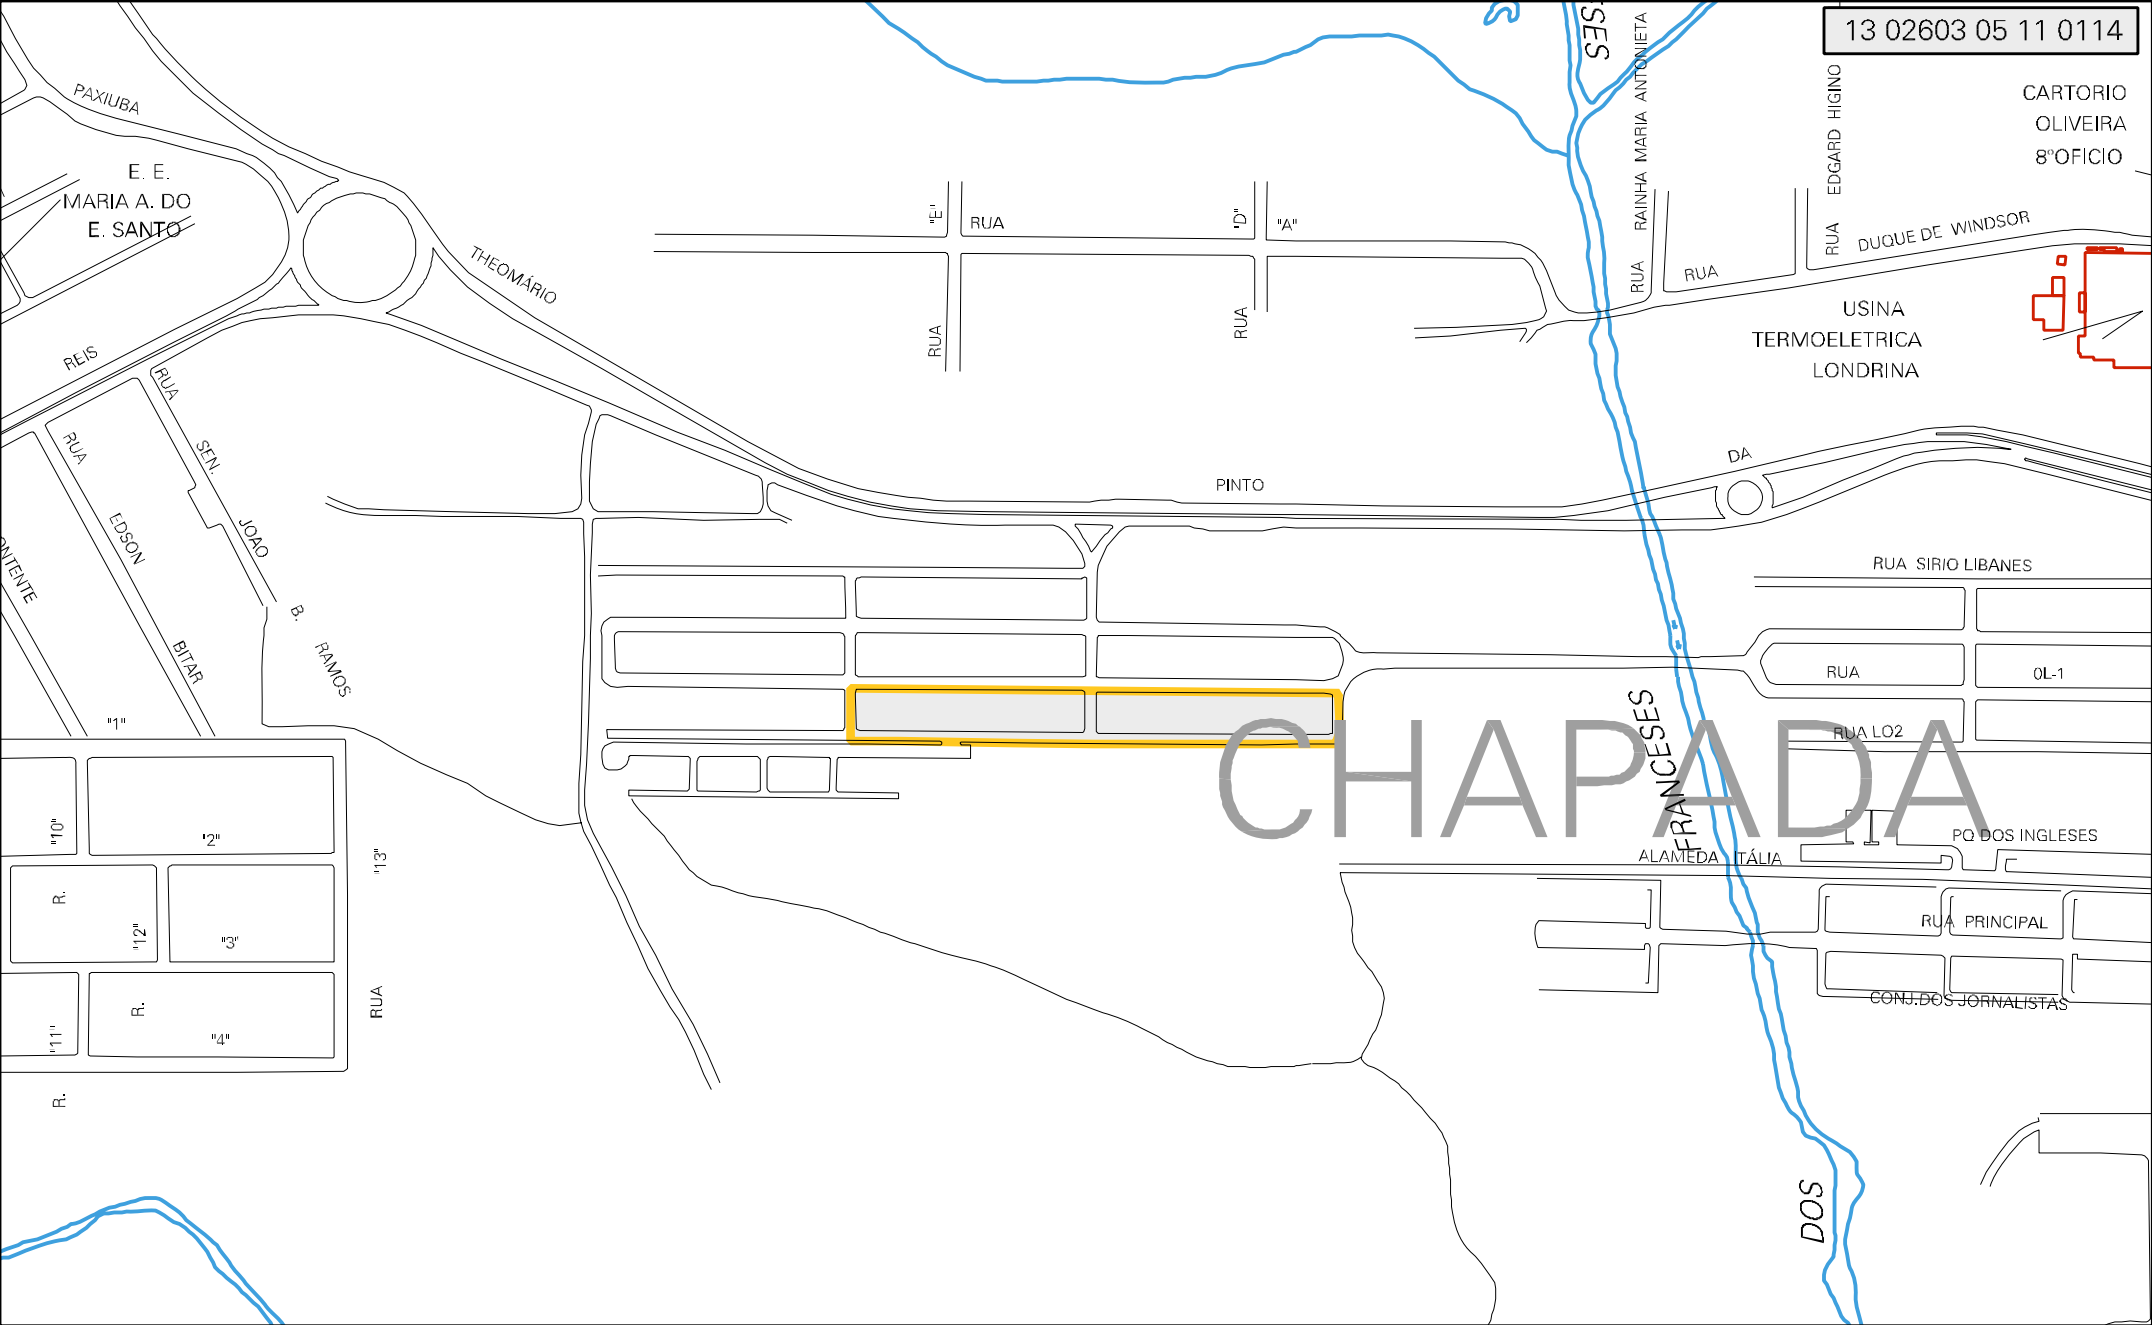 13 02603 05 11 0114
SES
RUA RAINHA MARIA ANTONIETA
RUA EDGARD HIGINO
CARTORIO
OLIVEIRA
8ºOFICIO
PAXIUBA
E. E.
MARIA A. DO
E. SANTO
"E"
RUA
"D"
"A"
RUA
DUQUE DE WINDSOR
THEOMÁRIO
RUA
RUA
USINA
TERMOELETRICA
LONDRINA
REIS
RUA
SEN.
JOAO
B.
RAMOS
RUA
EDSON
BITAR
ONTENTE
PINTO
DA
RUA SIRIO LIBANES
RUA
OL-1
RUA LO2
FRANCESES
CHAPADA
"1"
"10"
"2"
"13"
RUA
R.
"12"
"3"
R.
"11"
"4"
R.
PQ DOS INGLESES
ALAMEDA ITÁLIA
RUA PRINCIPAL
CONJ.DOS JORNALISTAS
DOS